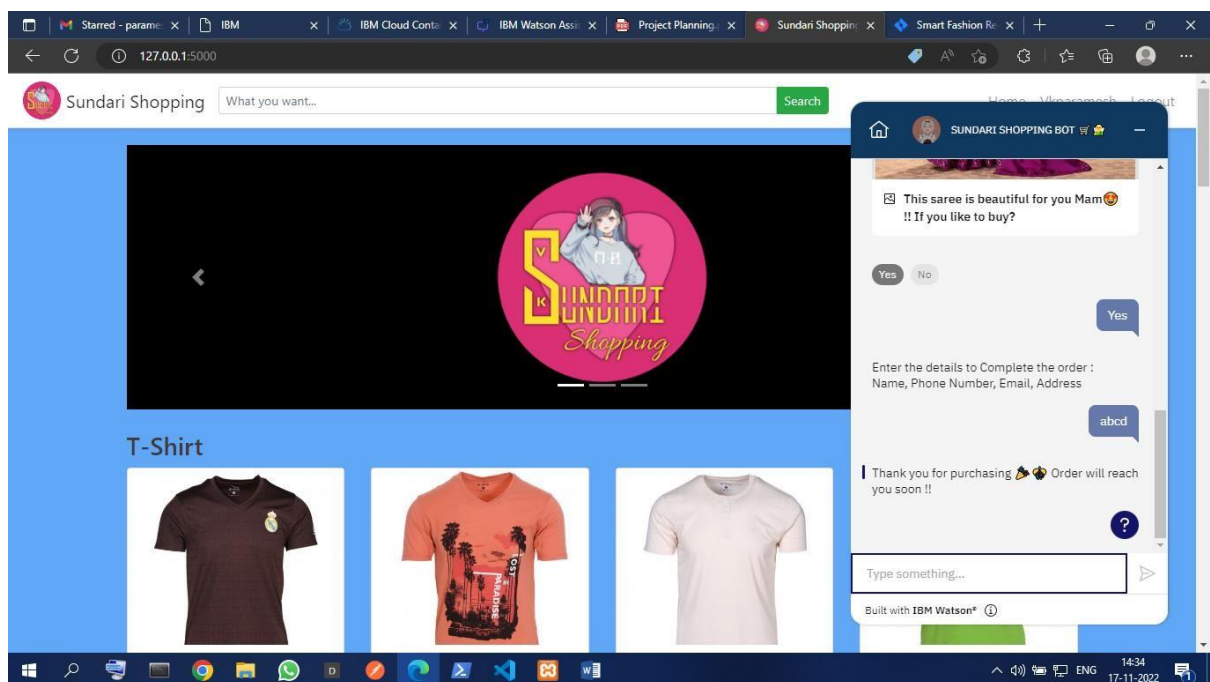 Starred - parame
IBM
IBM Cloud Conta
IBM Watson Assis
Project Planning.
Sundari Shopping
Smart Fashion Re
127.0.0.1:5000
Sundari Shopping
What you want...
Search
Home Vkparamesh Logout
SUNDARI SHOPPING BOT
This saree is beautiful for you Mam
!! If you like to buy?
Yes No
Yes
Enter the details to Complete the order :
Name, Phone Number, Email, Address
abcd
Thank you for purchasing Order will reach
you soon !!
?
Type something...
Built with IBM Watson®
V
K
SUNDARI
Shopping
T-Shirt
LOST
PARADISE
ENG
14:34
17-11-2022